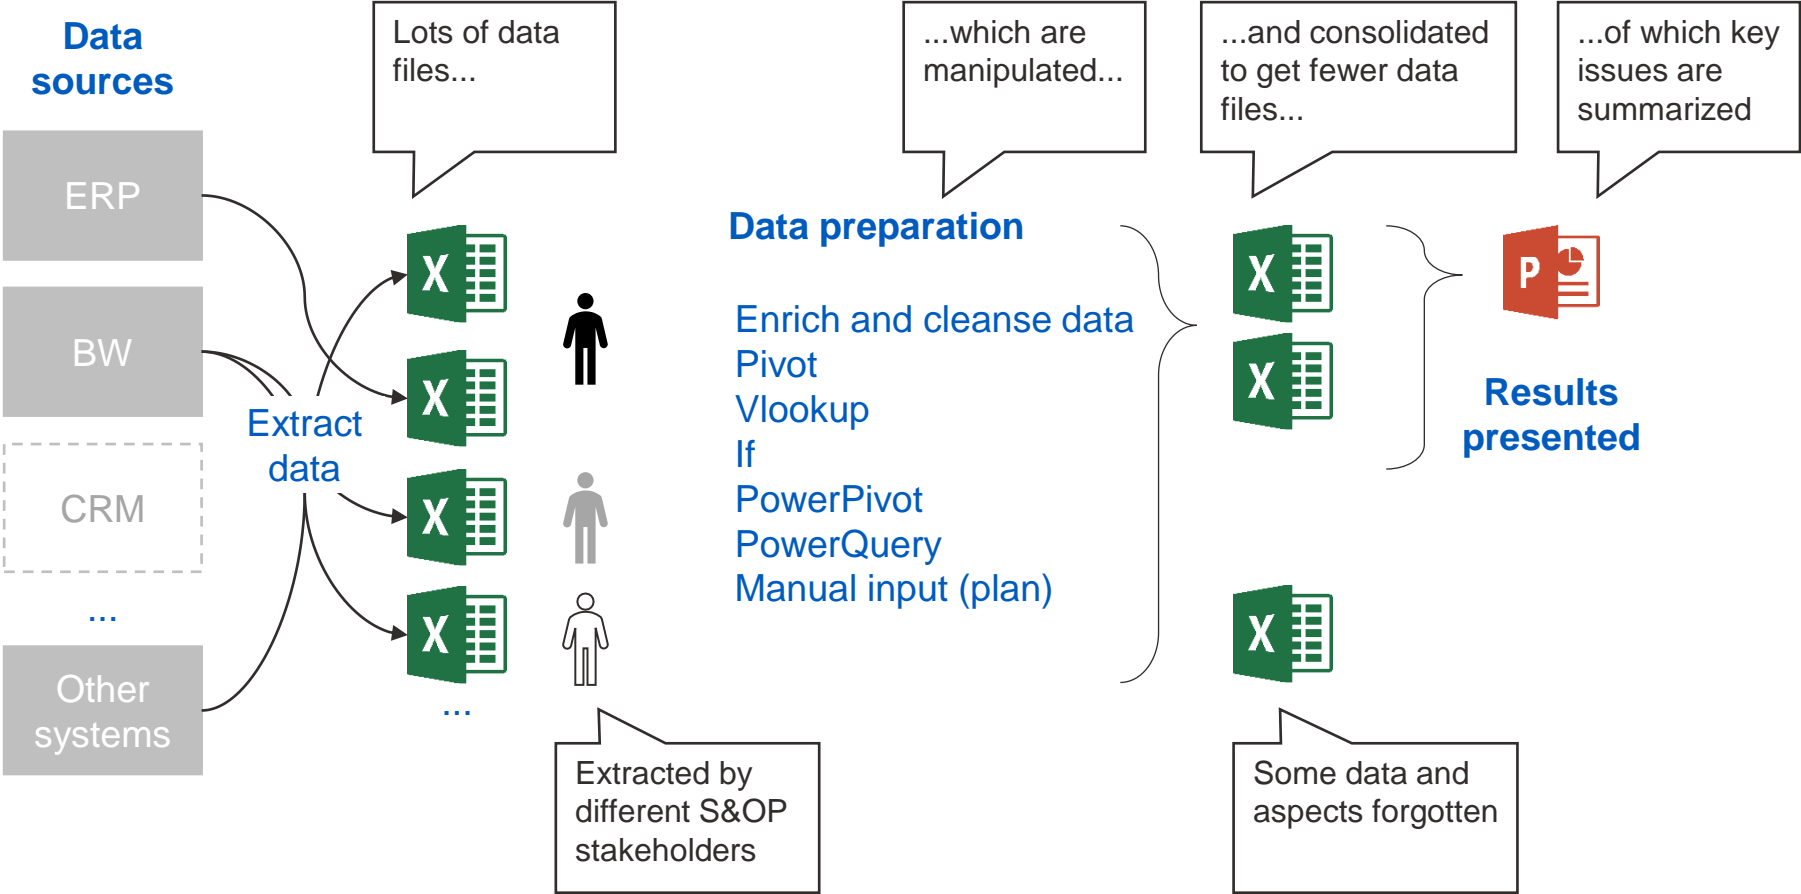 Data
sources
Lots of data
files...
...which are
manipulated...
...and consolidated
to get fewer data
files...
...of which key
issues are
summarized
ERP
BW
CRM
...
Other
systems
Extract
data
X
X
X
X
...
Extracted by
different S&OP
stakeholders
Data preparation
Enrich and cleanse data
Pivot
Vlookup
If
PowerPivot
PowerQuery
Manual input (plan)
X
X
X
Some data and
aspects forgotten
P
Results
presented